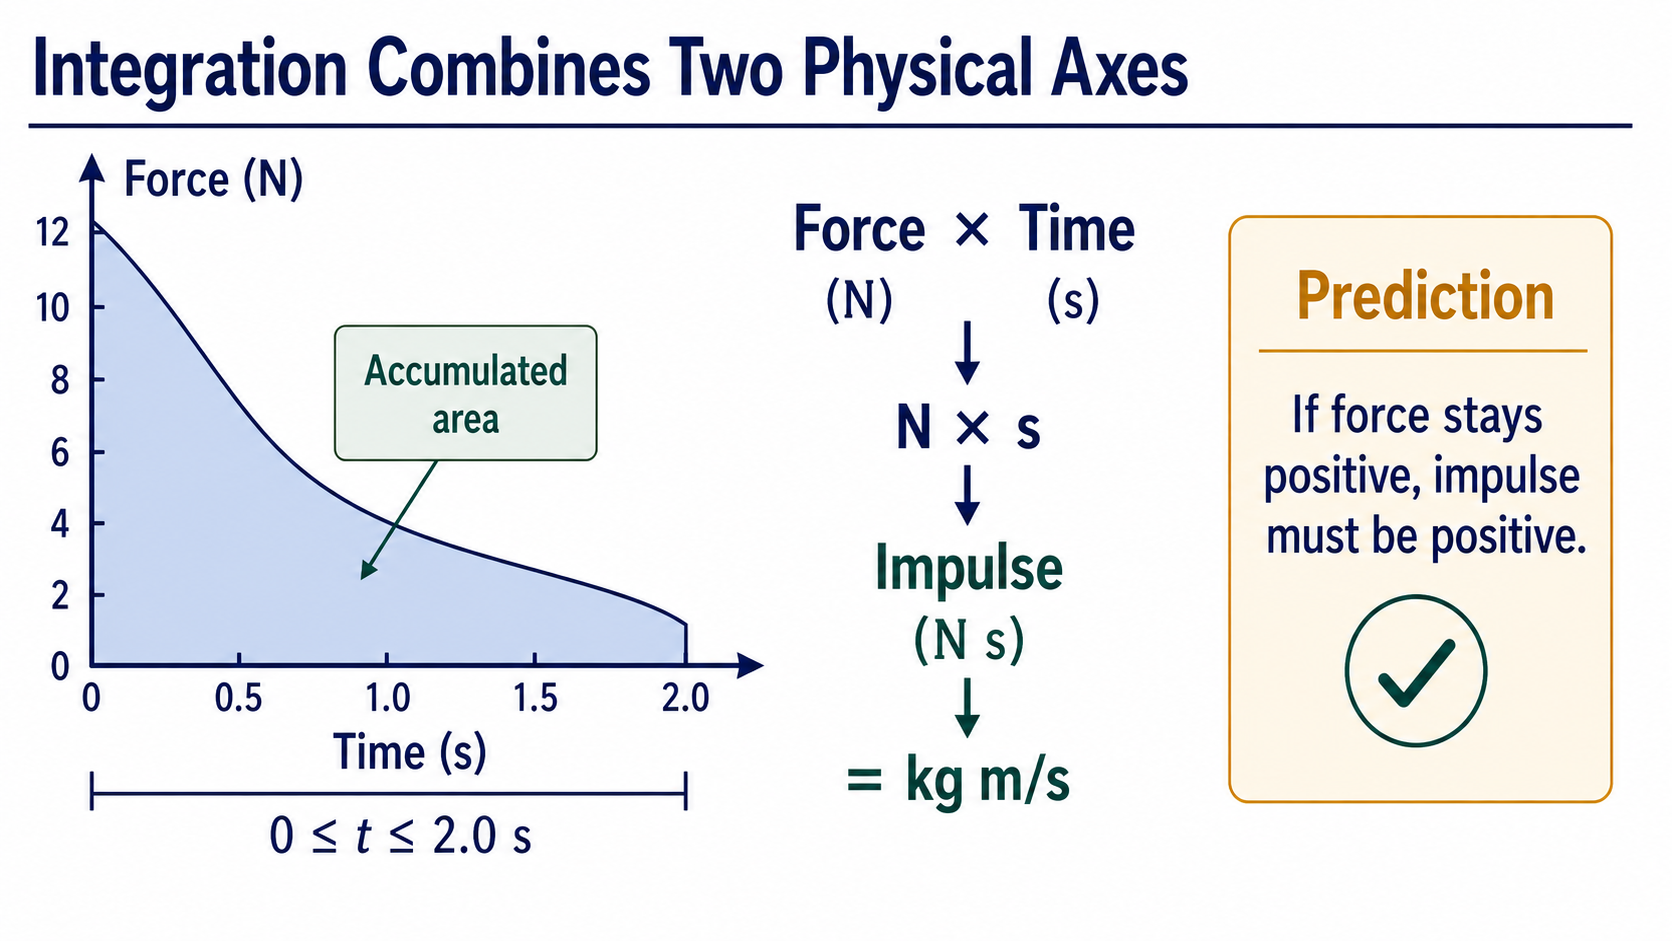 Integration Combines Two Physical Axes
Force (N)
12
10
8
6
4
2
0
0 0.5 1.0 1.5 2.0
Time (s)
0 ≤ t ≤ 2.0 s
Accumulated
area
Force × Time
(N) (s)
N × s
Impulse
(N s)
= kg m/s
Prediction
If force stays
positive, impulse
must be positive.